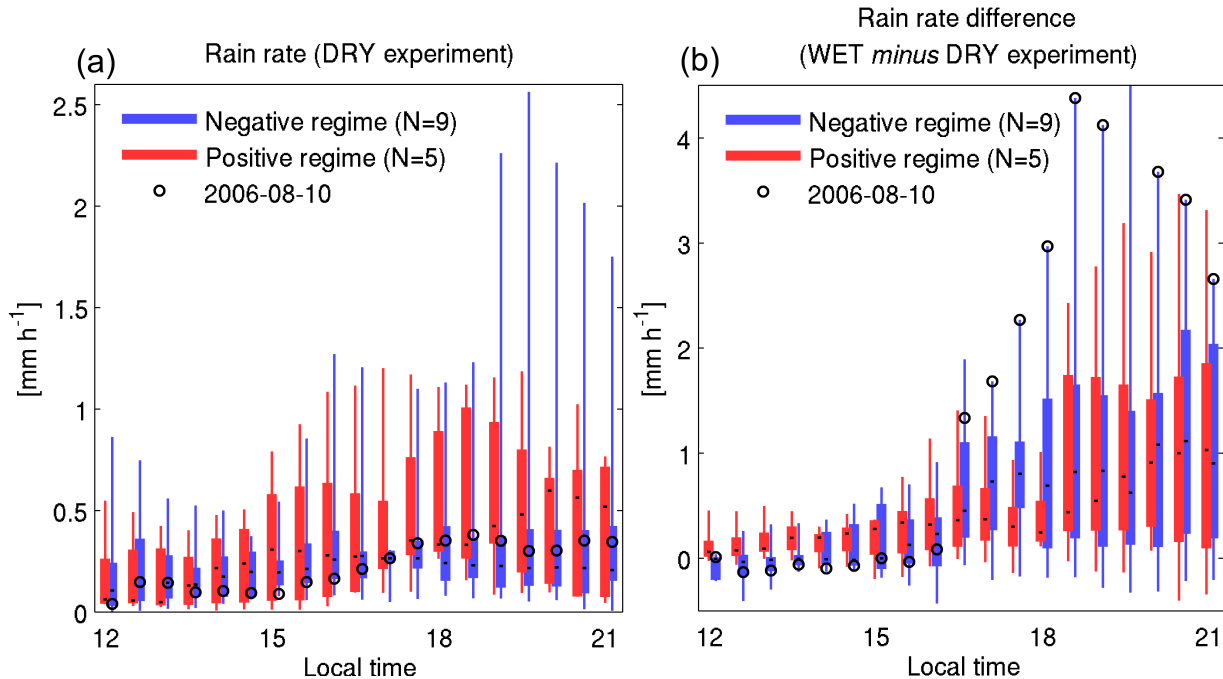 (a)
Rain rate (DRY experiment)
2.5
2
1.5
1
0.5
0
[mm h⁻¹]
Negative regime (N=9)
Positive regime (N=5)
2006-08-10
12
15
18
21
Local time
Rain rate difference
(b)
(WET minus DRY experiment)
4
3
2
1
0
[mm h⁻¹]
Negative regime (N=9)
Positive regime (N=5)
2006-08-10
12
15
18
21
Local time